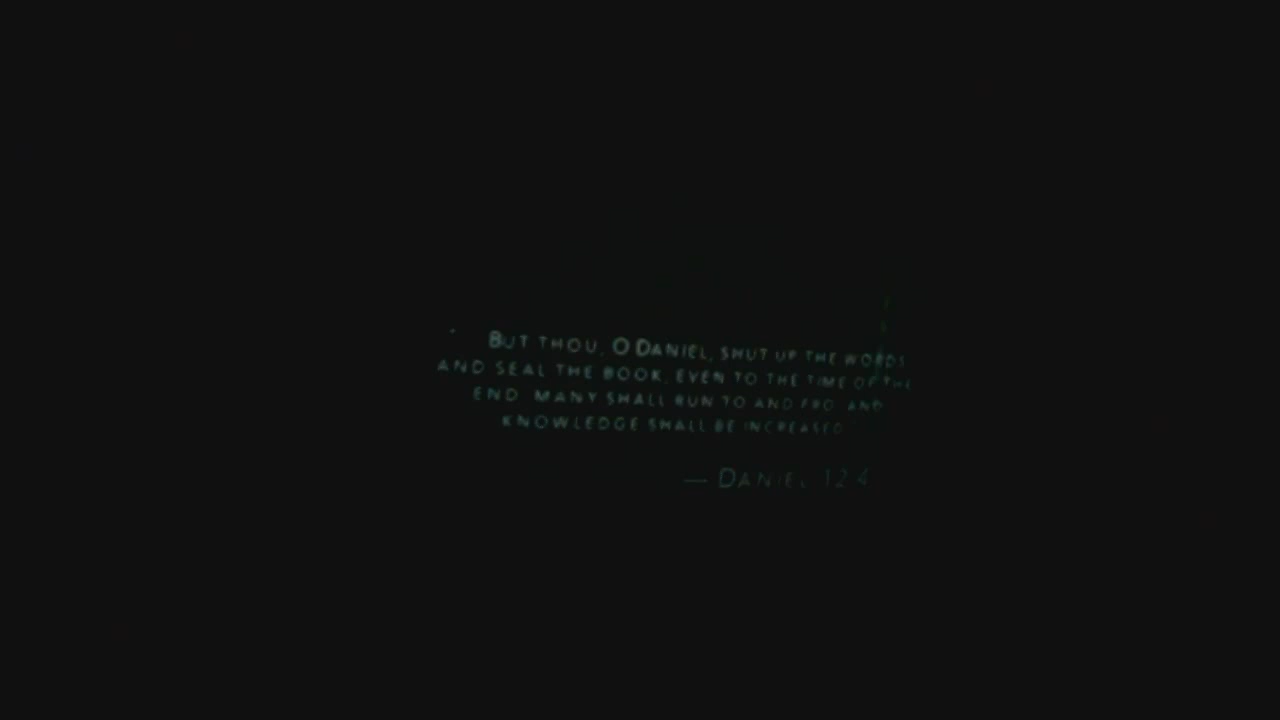 But thou, O Daniel, shut up the words
and seal the book, even to the time of the
end: many shall run to and fro, and
knowledge shall be increased."
— Daniel 12:4